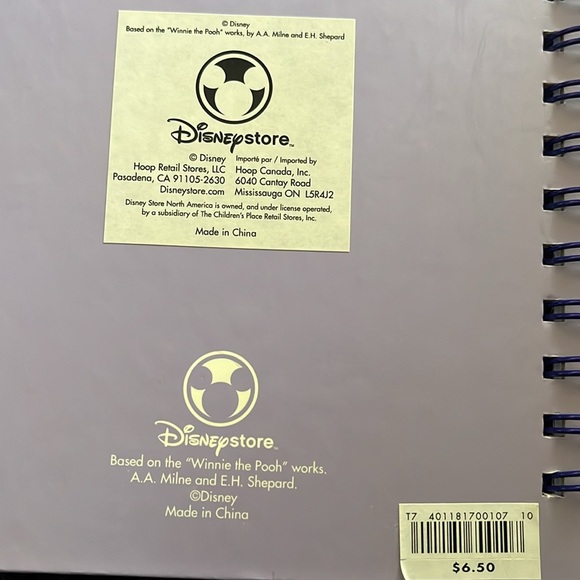 © Disney
Based on the "Winnie the Pooh" works, by A.A. Milne and E.H. Shepard
Disney store™
© Disney
Hoop Retail Stores, LLC
Pasadena, CA 91105-2630
Disneystore.com
Importé par / Imported by
Hoop Canada, Inc.
6040 Cantay Road
Mississauga ON L5R4J2
Disney Store North America is owned, and under license operated,
by a subsidiary of The Children's Place Retail Stores, Inc.
Made in China
Disney store™
Based on the "Winnie the Pooh" works.
A.A. Milne and E.H. Shepard.
©Disney
Made in China
T7 401181700107 10
$6.50